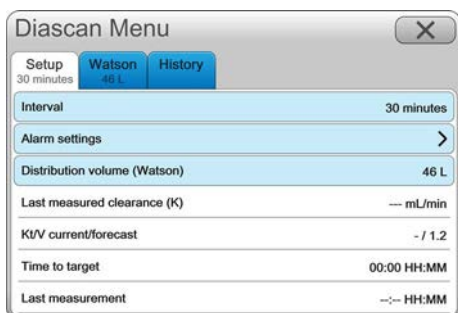 Diascan Menu
Setup Watson History
30 minutes 46 L
Interval 30 minutes
Alarm settings
Distribution volume (Watson) 46 L
Last measured clearance (K) --- mL/min
Kt/V current/forecast - / 1.2
Time to target 00:00 HH:MM
Last measurement --:-- HH:MM